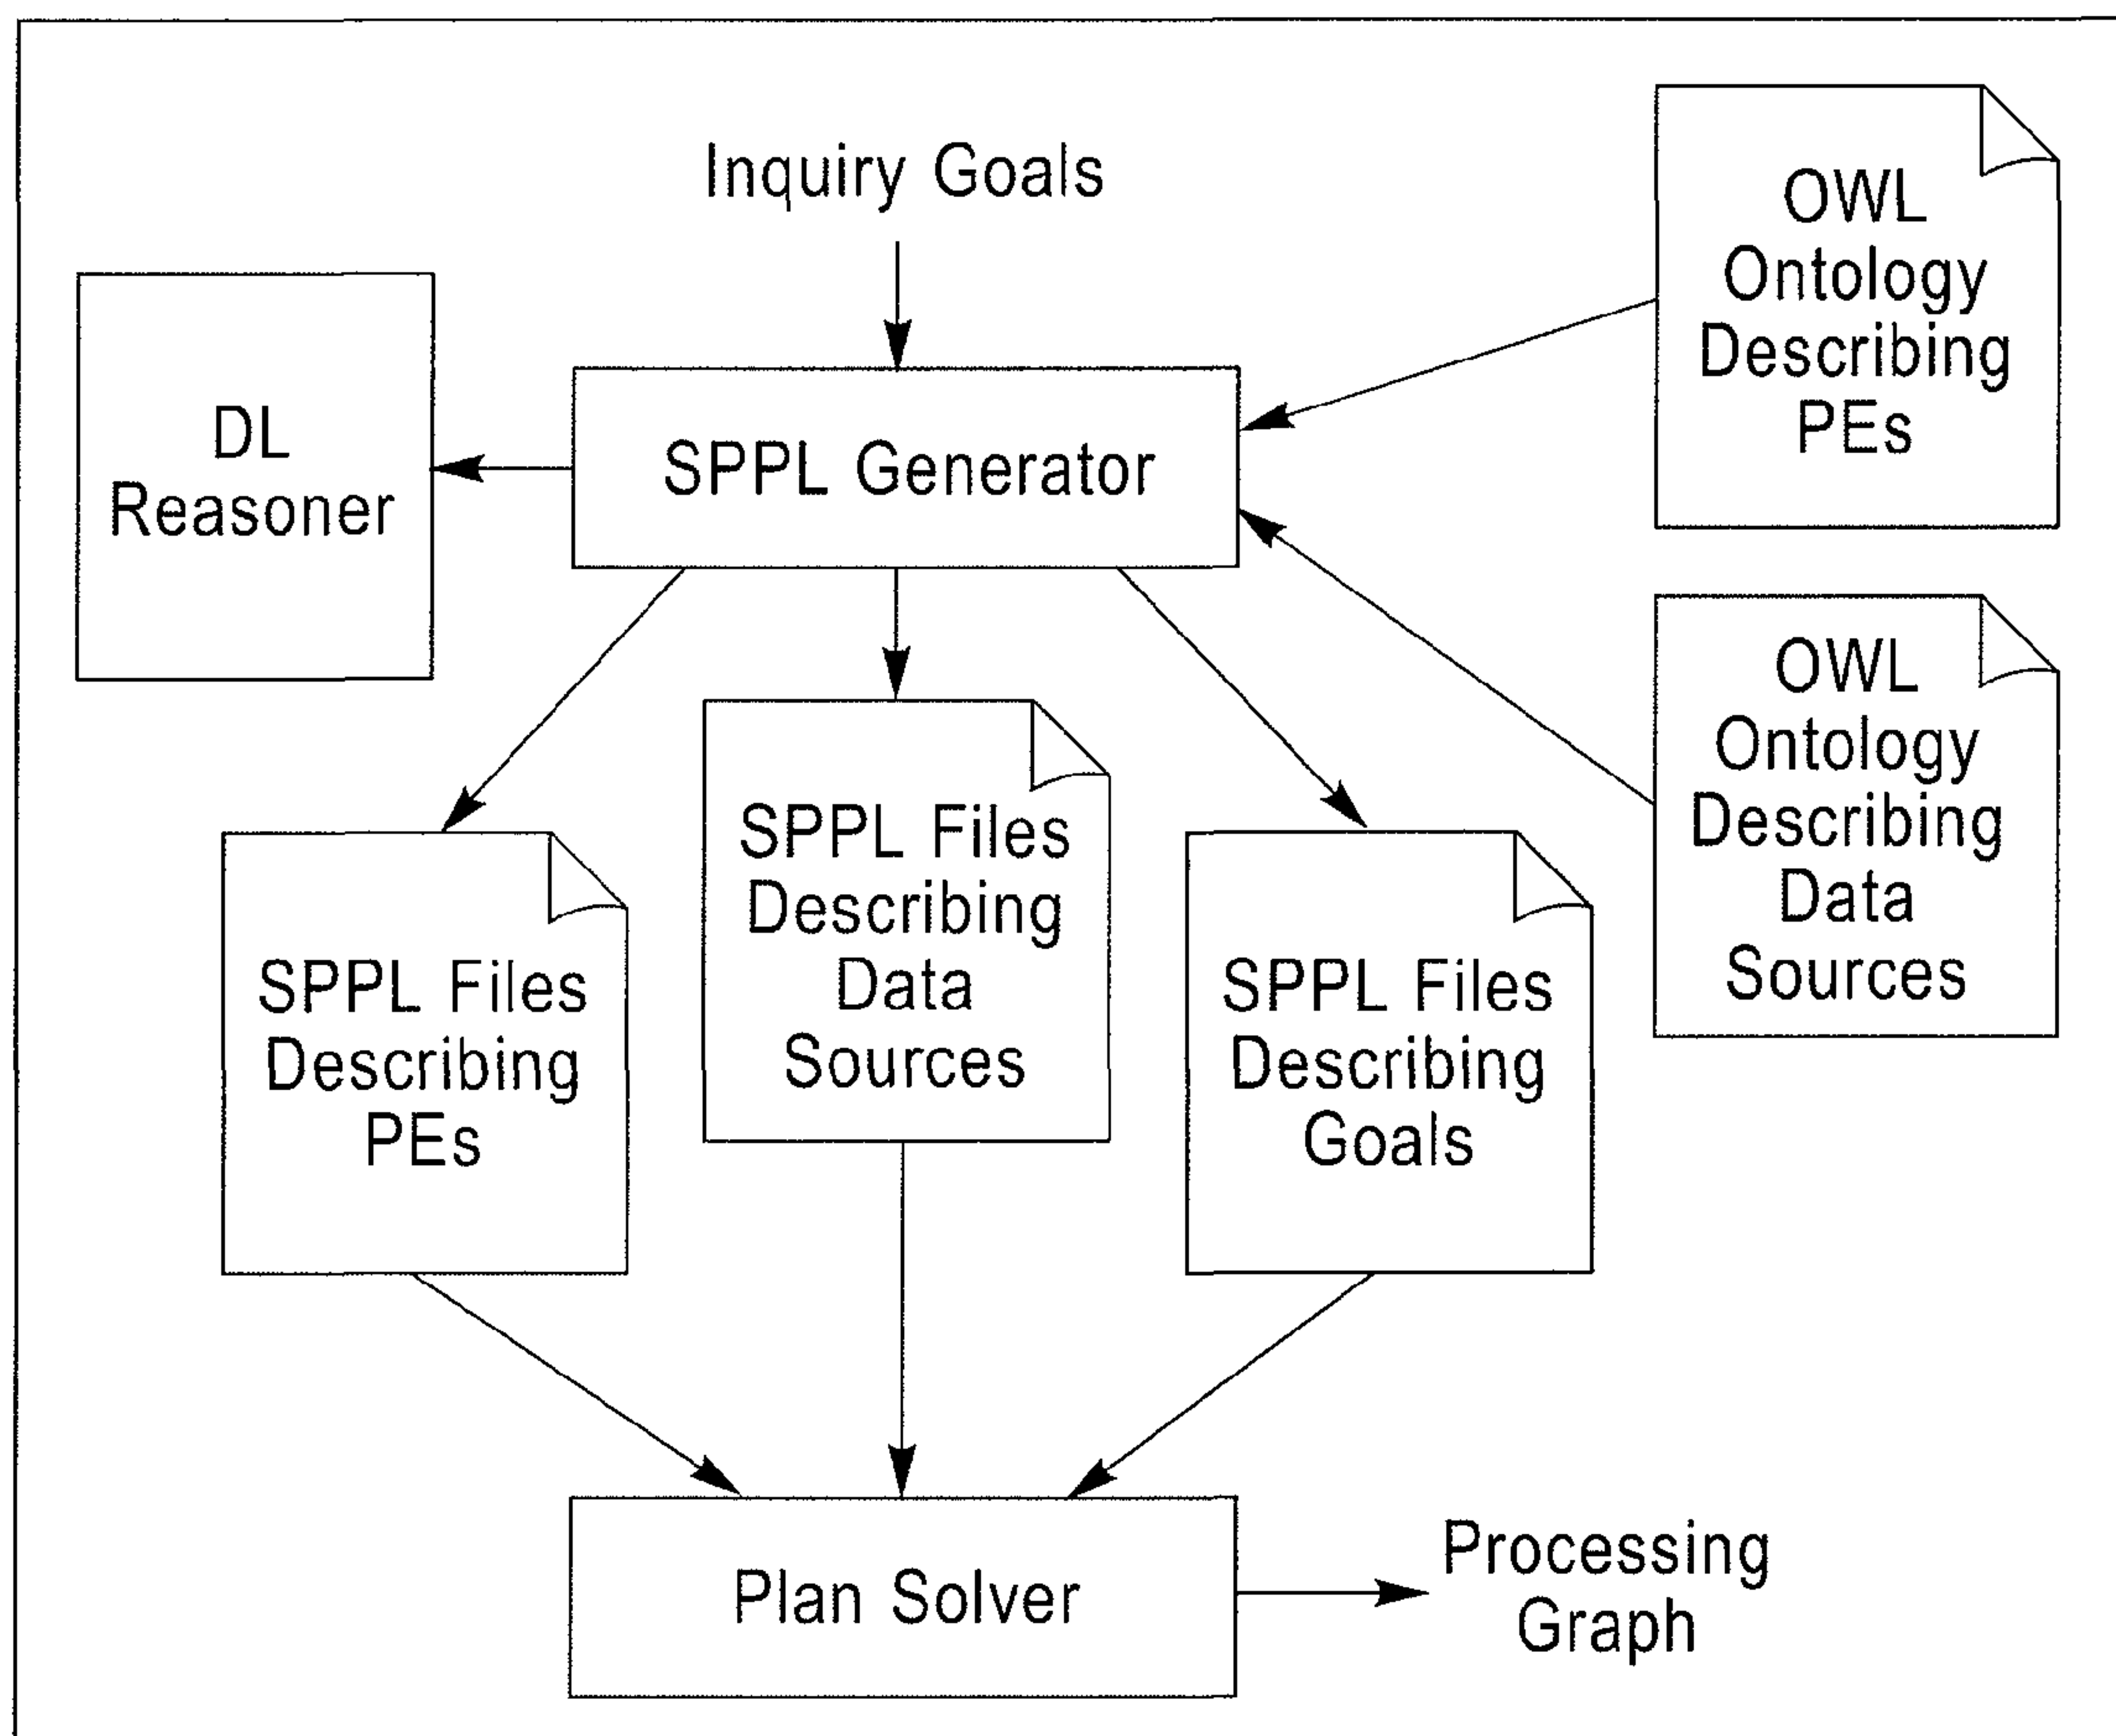 Inquiry Goals
OWL
Ontology
Describing
PEs
DL
Reasoner
SPPL Generator
OWL
Ontology
Describing
Data
Sources
SPPL Files
Describing
PEs
SPPL Files
Describing
Data
Sources
SPPL Files
Describing
Goals
Plan Solver
Processing
Graph